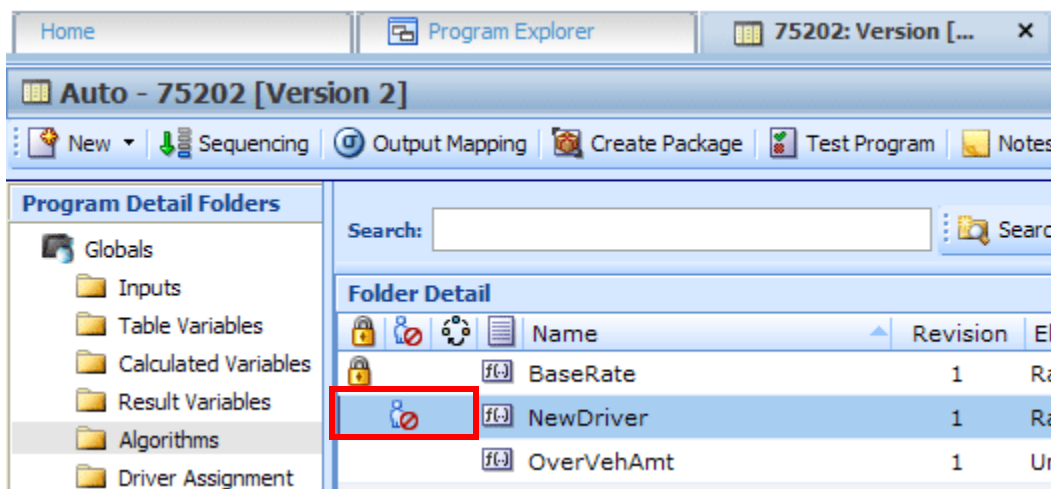 Home Program Explorer 75202: Version [...
Auto - 75202 [Version 2]
New Sequencing Output Mapping Create Package Test Program Notes
Program Detail Folders
Globals
Inputs
Table Variables
Calculated Variables
Result Variables
Algorithms
Driver Assignment
Search:
Folder Detail
Name Revision
f(.) BaseRate 1
f(.) NewDriver 1
f(.) OverVehAmt 1